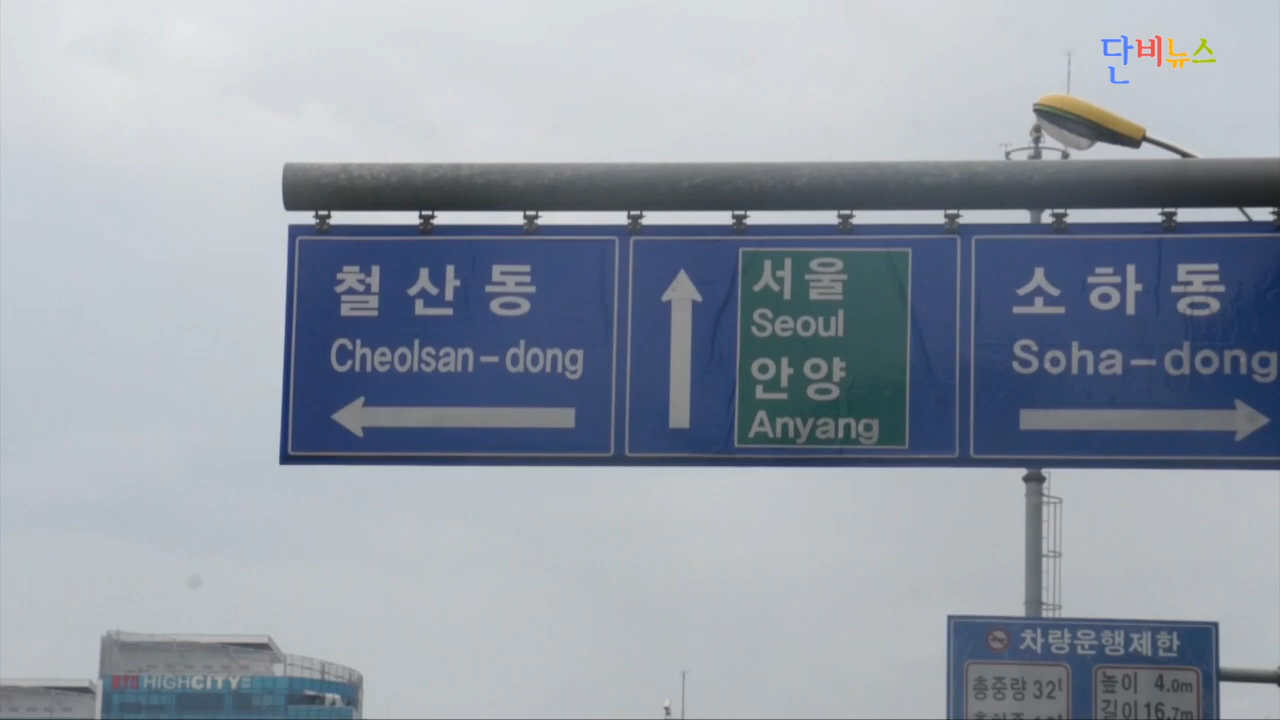 단비뉴스
철산동
Cheolsan-dong
서울
Seoul
안양
Anyang
소하동
Soha-dong
차량운행제한
총중량 32t
높이 4.0m
길이 16.7m
HIGHCITY